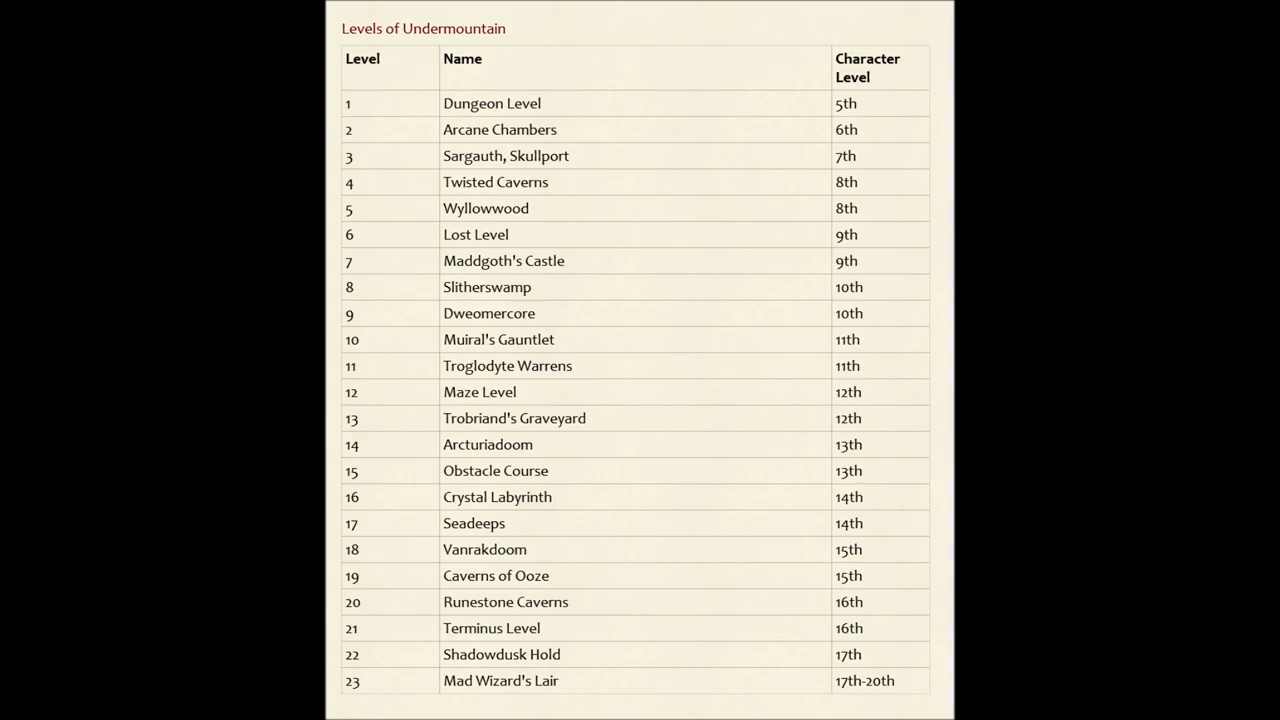 Levels of Undermountain
Level Name Character Level
1 Dungeon Level 5th
2 Arcane Chambers 6th
3 Sargauth, Skullport 7th
4 Twisted Caverns 8th
5 Wyllowwood 8th
6 Lost Level 9th
7 Maddgoth's Castle 9th
8 Slitherswamp 10th
9 Dweomercore 10th
10 Muiral's Gauntlet 11th
11 Troglodyte Warrens 11th
12 Maze Level 12th
13 Trobriand's Graveyard 12th
14 Arcturiadoom 13th
15 Obstacle Course 13th
16 Crystal Labyrinth 14th
17 Seadeeps 14th
18 Vanrakdoom 15th
19 Caverns of Ooze 15th
20 Runestone Caverns 16th
21 Terminus Level 16th
22 Shadowdusk Hold 17th
23 Mad Wizard's Lair 17th-20th